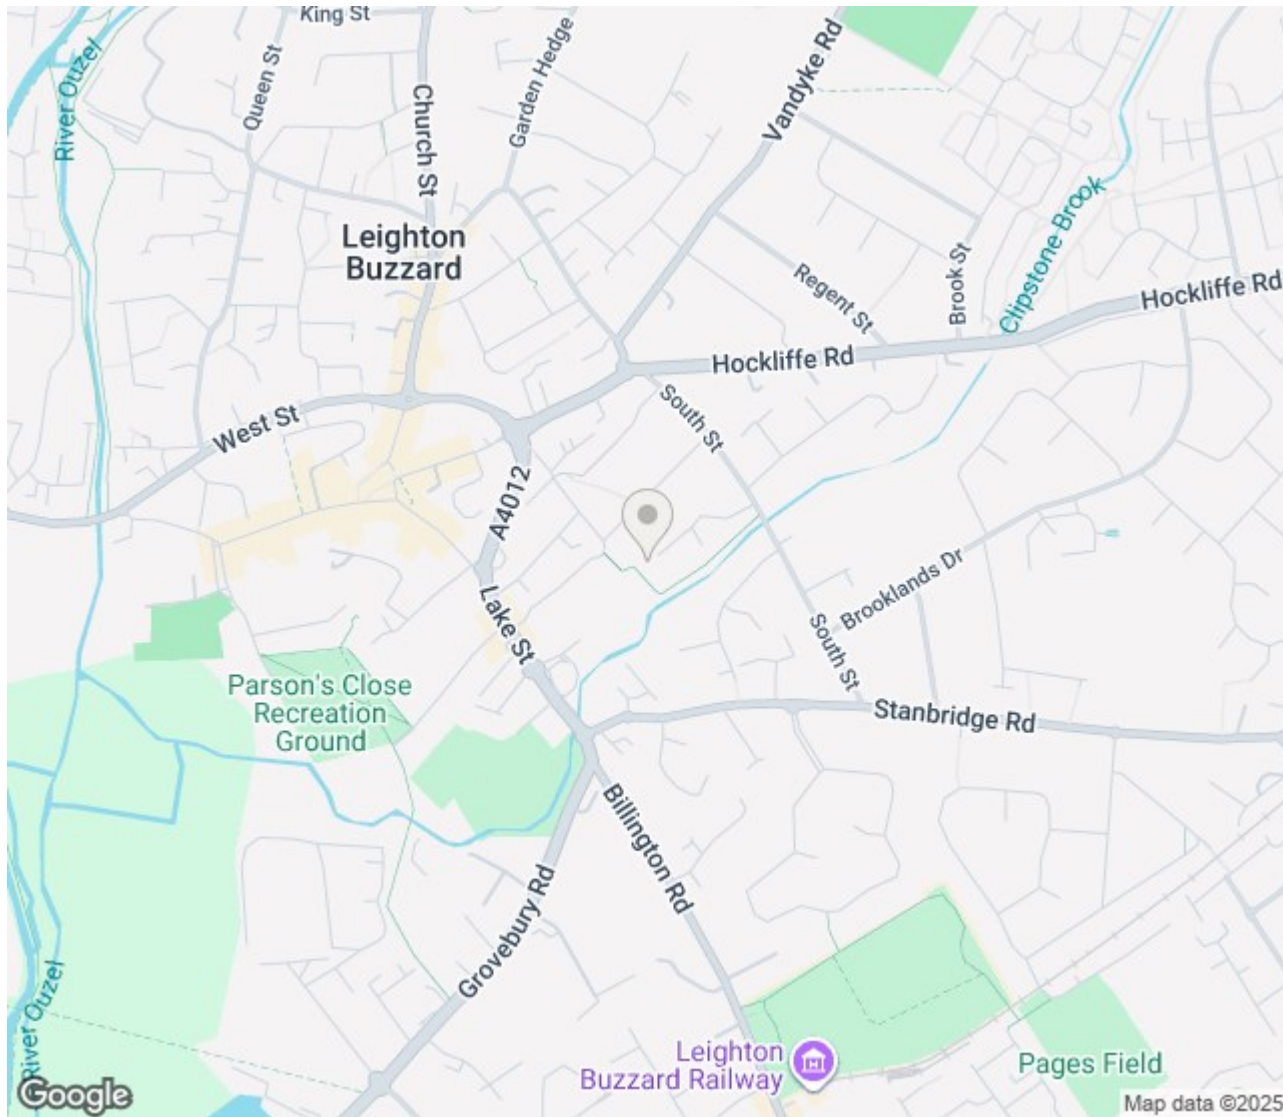 King St
River Ouzel
Queen St
Church St
Garden Hedge
Vandyke Rd
Leighton
Buzzard
Regent St
Brook St
Clipstone Brook
Hockliffe Rd
Hockliffe Rd
West St
South St
A4012
Lake St
Brooklands Dr
South St
Parson's Close
Recreation
Ground
Stanbridge Rd
Billington Rd
Grovebury Rd
River Ouzel
Leighton
Buzzard Railway
Pages Field
Google
Map data ©2025